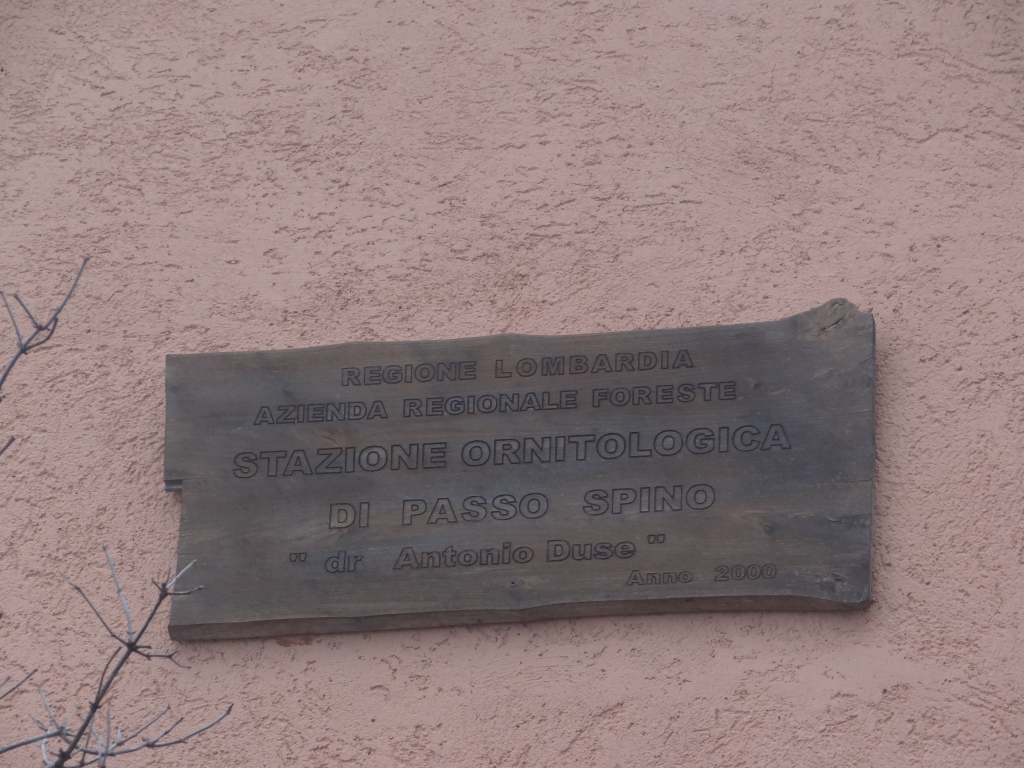 REGIONE LOMBARDIA
AZIENDA REGIONALE FORESTE
STAZIONE ORNITOLOGICA
DI PASSO SPINO
" dr Antonio Duse "
Anno 2000